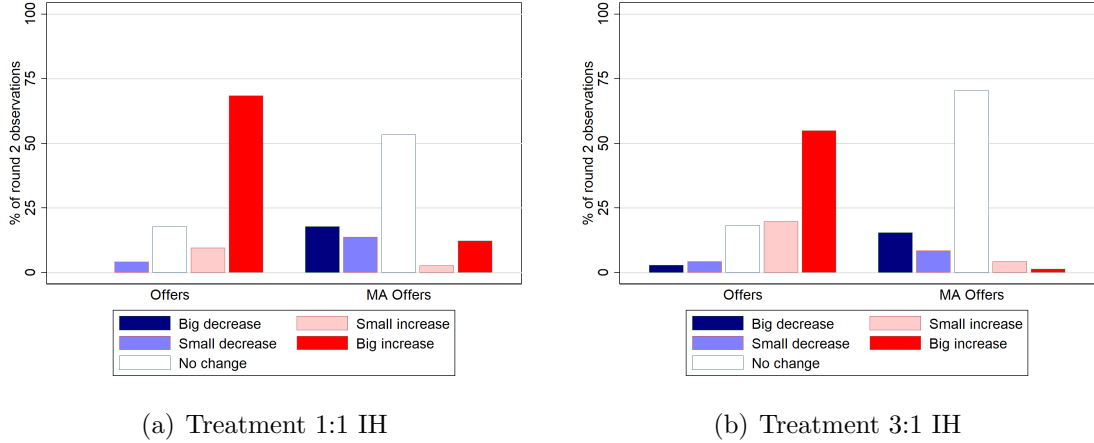 % of round 2 observations
100
75
50
25
0
Offers
MA Offers
Big decrease
Small increase
Small decrease
Big increase
No change
(a) Treatment 1:1 IH
% of round 2 observations
100
75
50
25
0
Offers
MA Offers
Big decrease
Small increase
Small decrease
Big increase
No change
(b) Treatment 3:1 IH